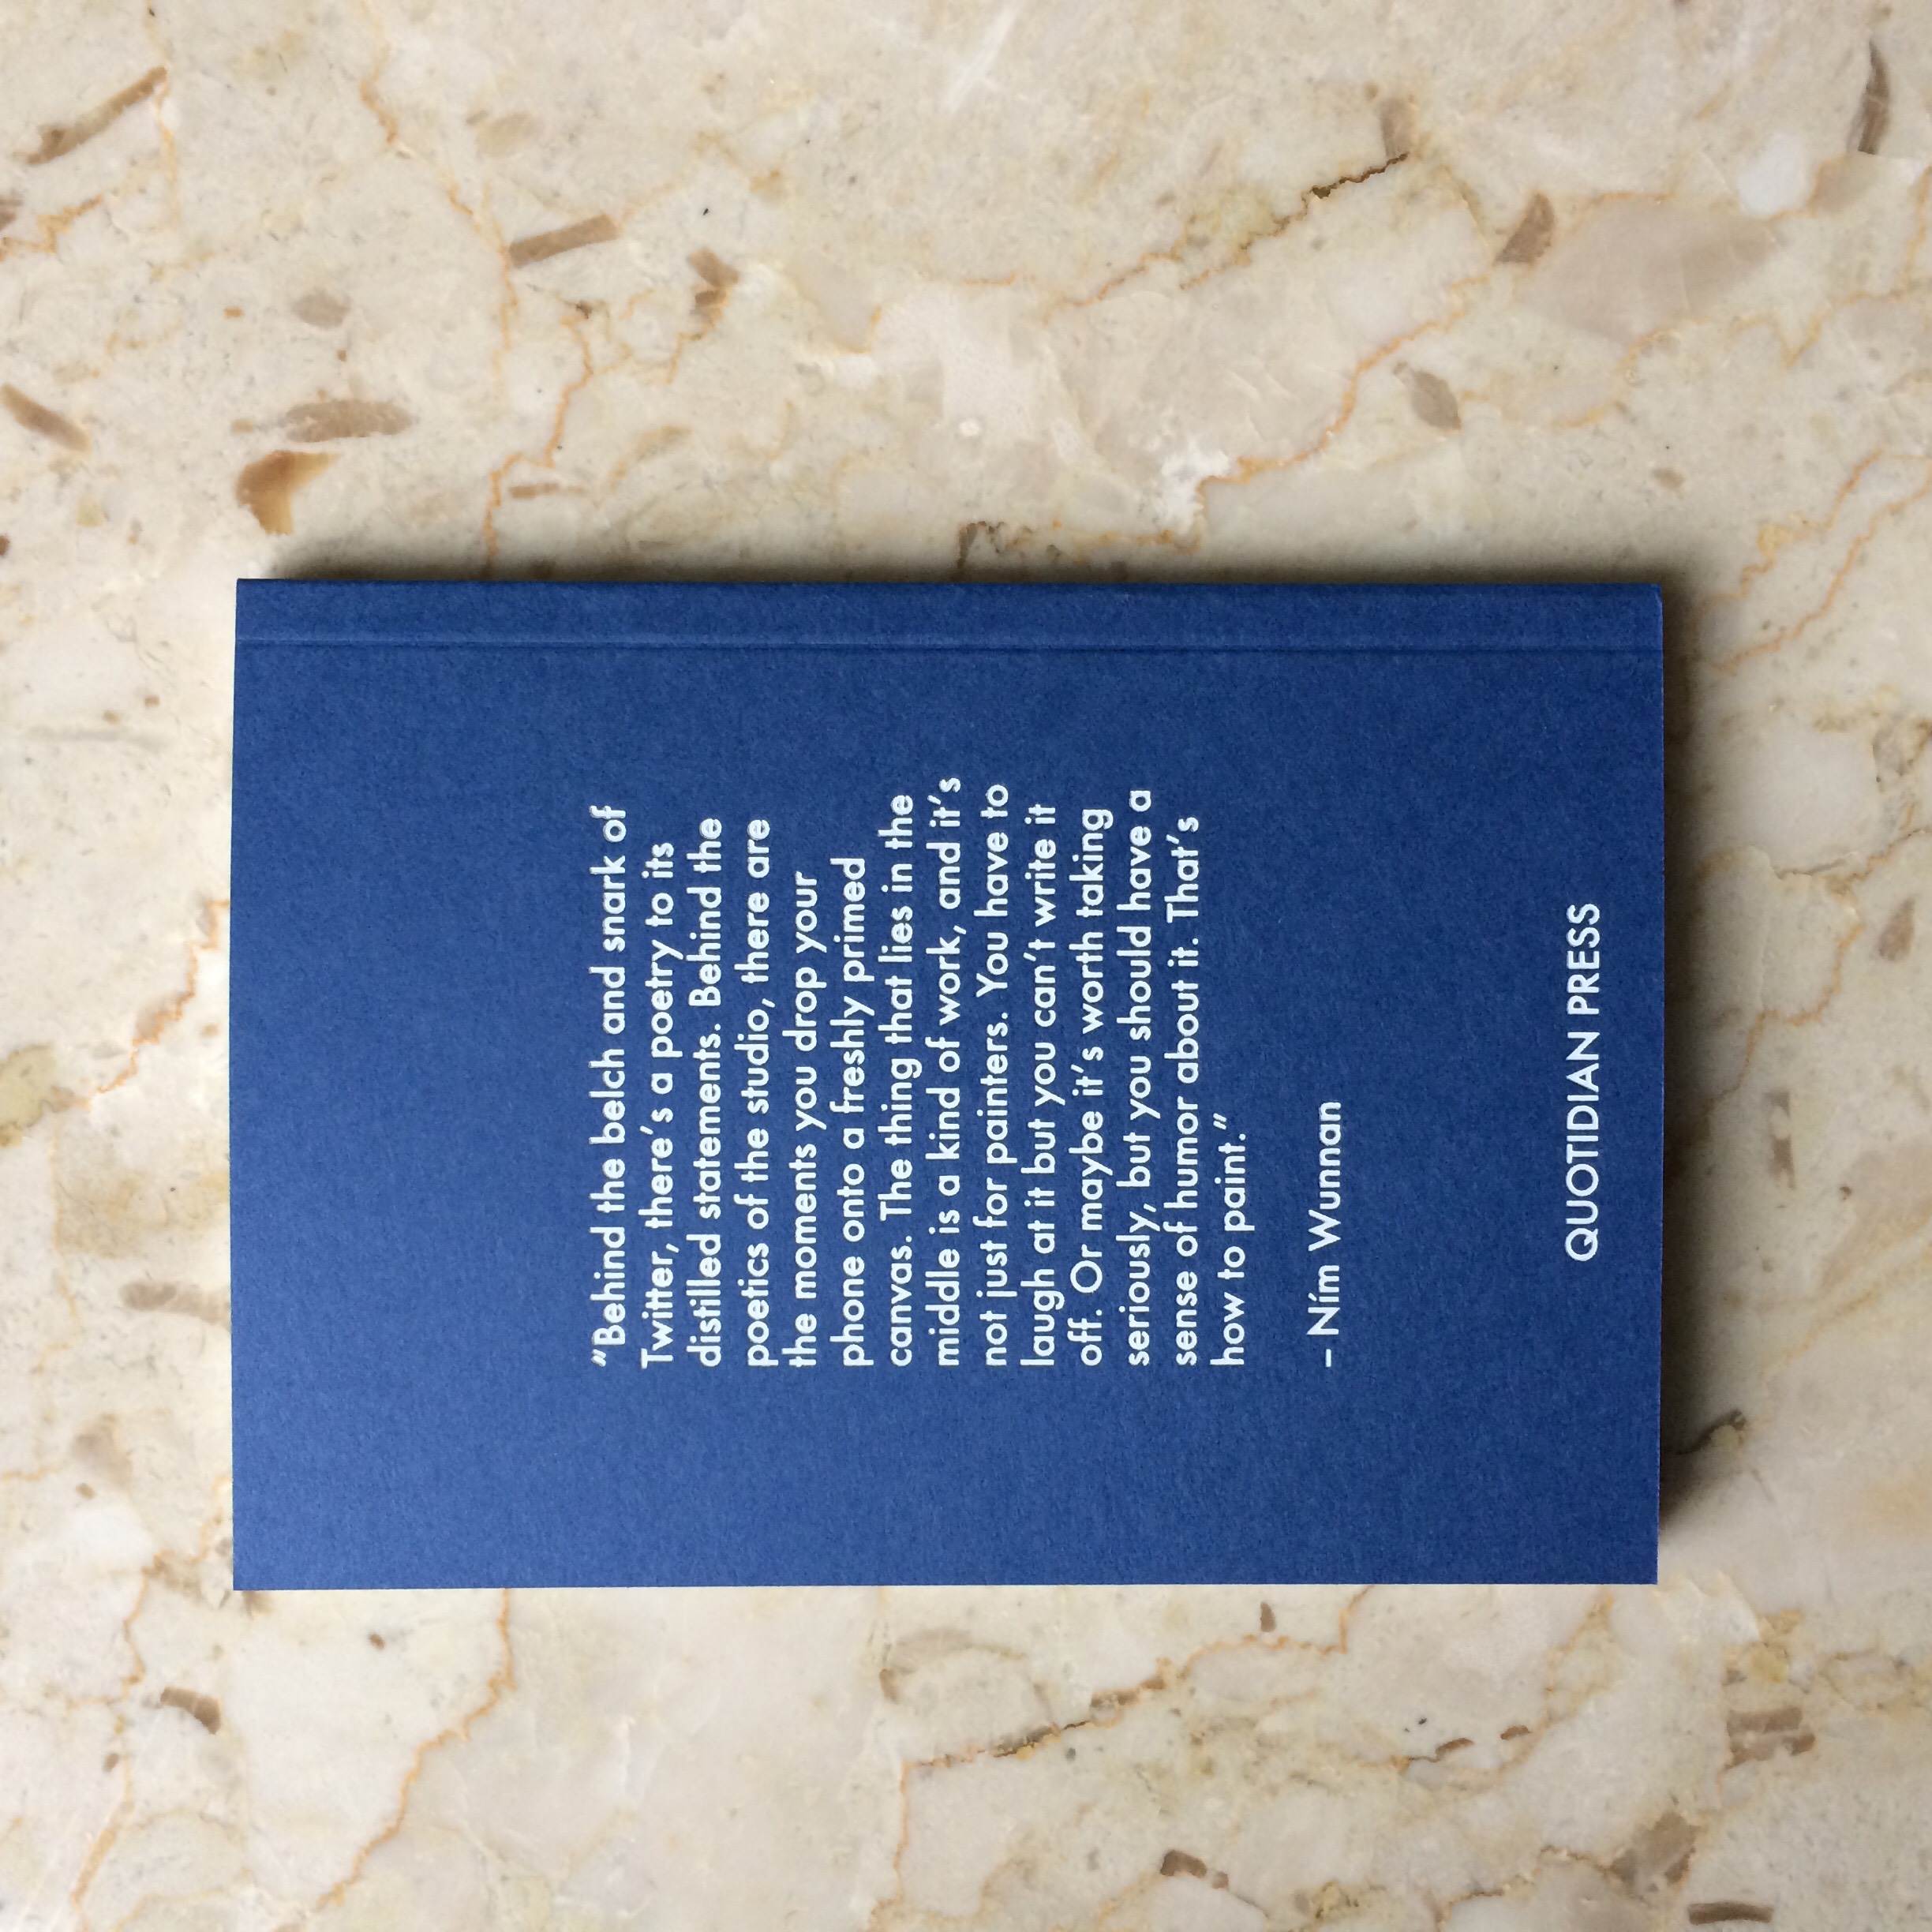 "Behind the belch and snark of
Twitter, there's a poetry to its
distilled statements. Behind the
poetics of the studio, there are
the moments you drop your
phone onto a freshly primed
canvas. The thing that lies in the
middle is a kind of work, and it's
not just for painters. You have to
laugh at it but you can't write it
off. Or maybe it's worth taking
seriously, but you should have a
sense of humor about it. That's
how to paint."
– Ním Wunnan
QUOTIDIAN PRESS